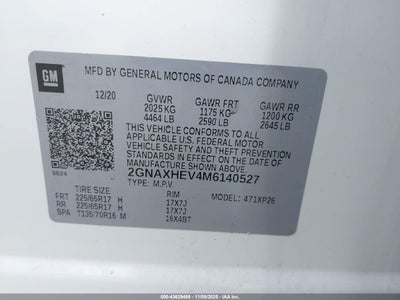 GM
MFD BY GENERAL MOTORS OF CANADA COMPANY
12/20 GVWR GAWR FRT GAWR RR
2025 KG 1175 KG 1200 KG
4464 LB 2590 LB 2645 LB
THIS VEHICLE CONFORMS TO ALL APPLICABLE
U.S. FEDERAL MOTOR VEHICLE SAFETY, BUMPER,
AND THEFT PREVENTION STANDARDS IN EFFECT ON
THE DATE OF MANUFACTURE SHOWN ABOVE.
8624 2GNAXHEV4M6140527
TYPE: M.P.V. MODEL: 471XP26
TIRE SIZE RIM
FRT 225/65R17 H 17X7J
RR 225/65R17 H 17X7J
SPA T135/70R16 M 16X4BT